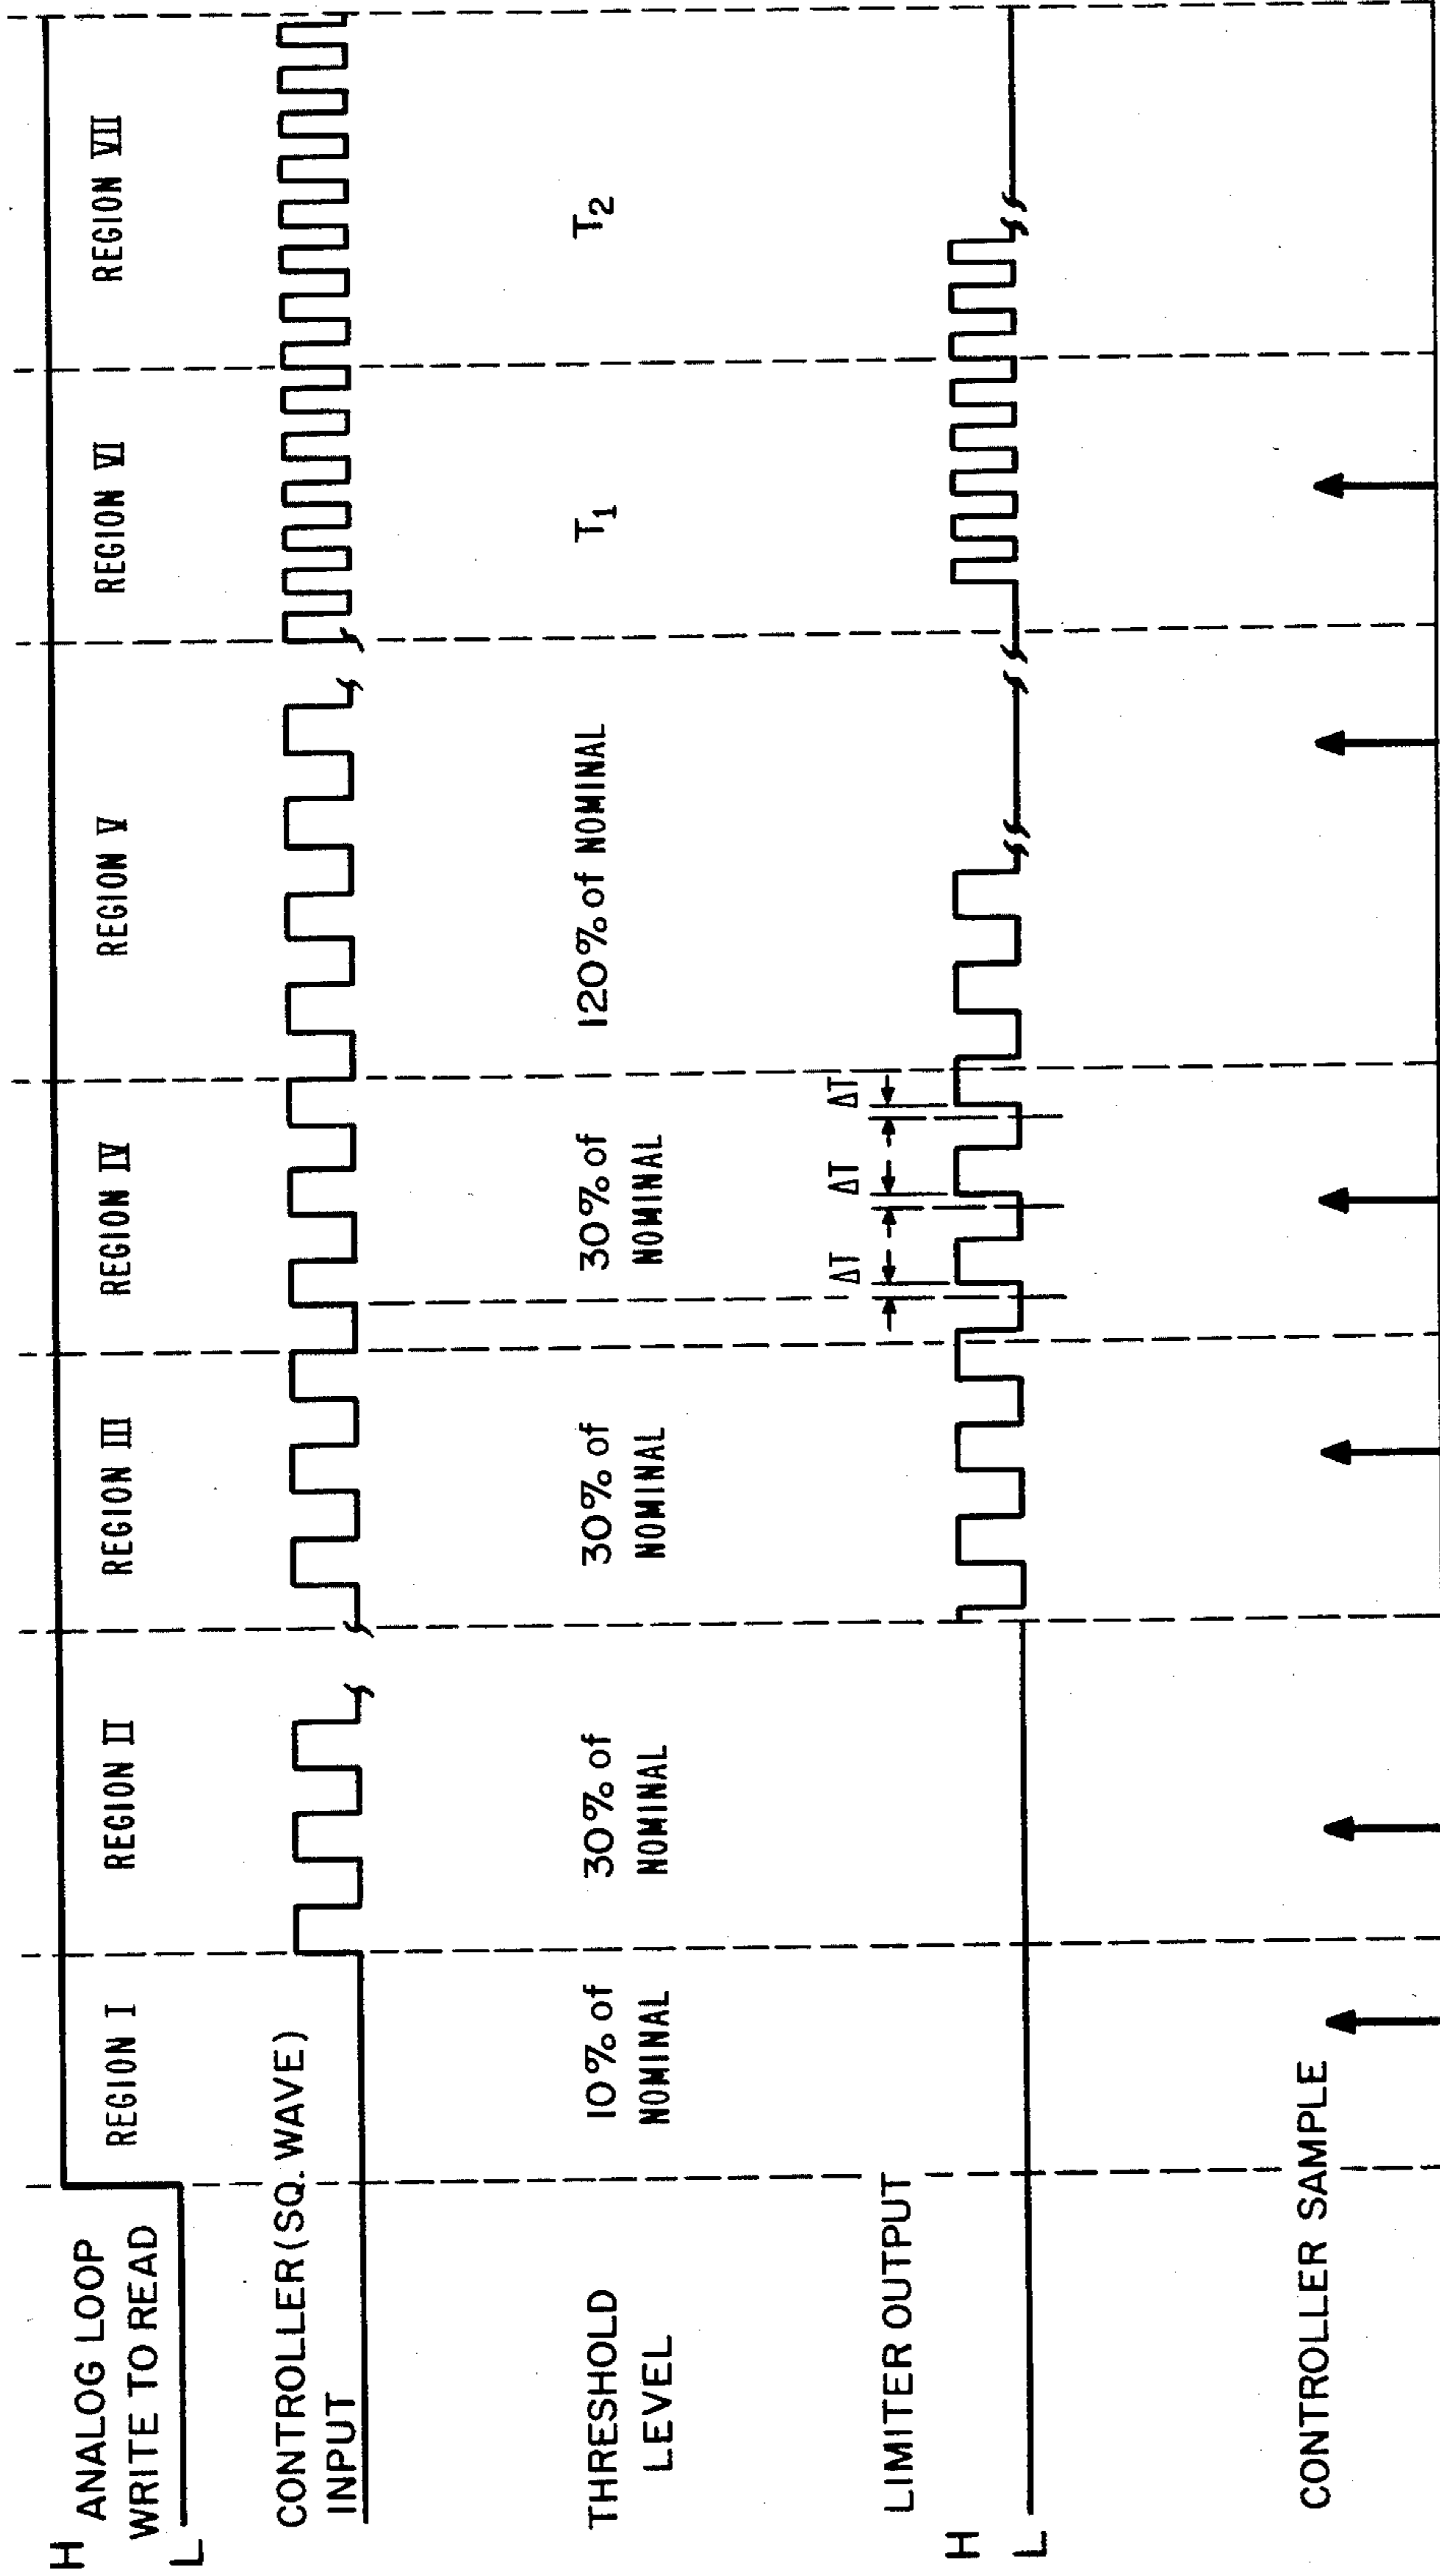 H
ANALOG LOOP
WRITE TO READ
L
REGION I
REGION II
REGION III
REGION IV
REGION V
REGION VI
REGION VII
CONTROLLER (SQ. WAVE)
INPUT
THRESHOLD
LEVEL
10% of
NOMINAL
30% of
NOMINAL
30% of
NOMINAL
30% of
NOMINAL
120% of NOMINAL
T1
T2
LIMITER OUTPUT
H
L
ΔT
ΔT
ΔT
CONTROLLER SAMPLE